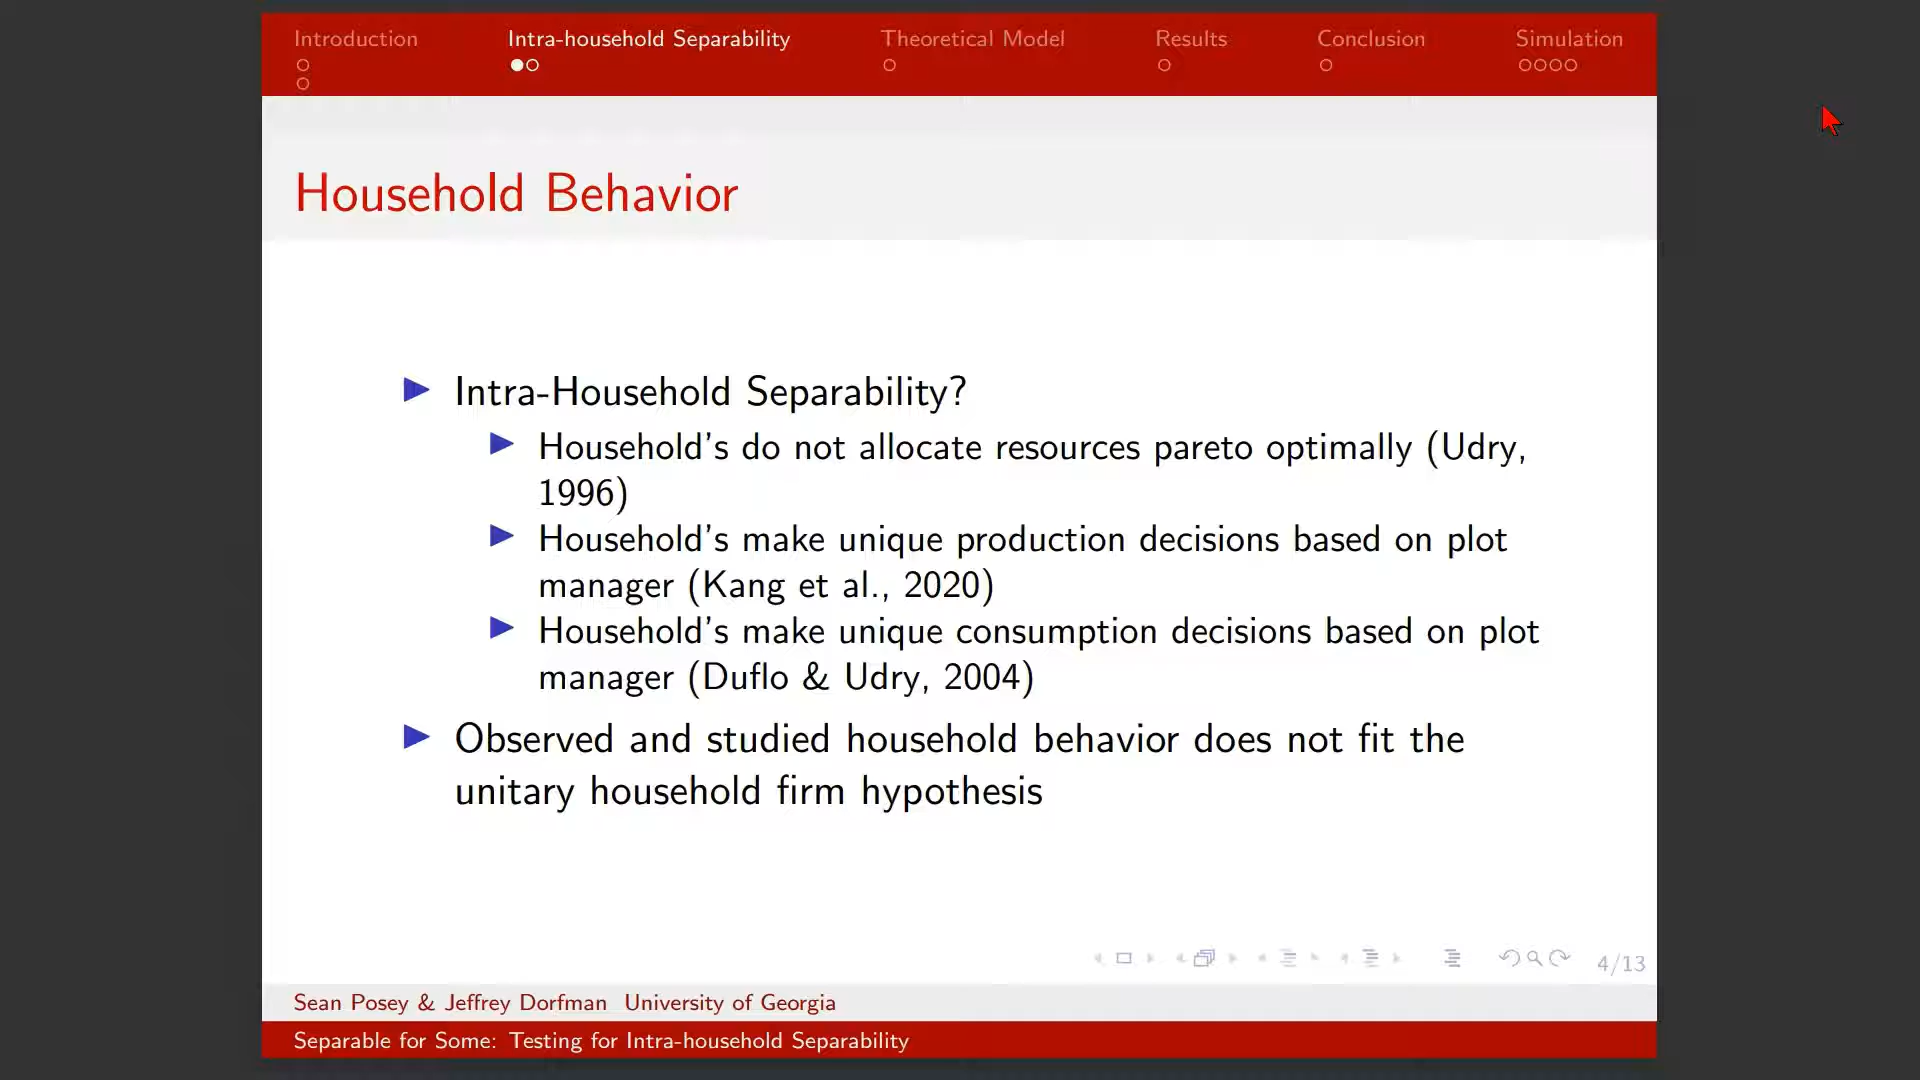 Introduction Intra-household Separability Theoretical Model Results Conclusion Simulation
Household Behavior
Intra-Household Separability?
Household's do not allocate resources pareto optimally (Udry,
1996)
Household's make unique production decisions based on plot
manager (Kang et al., 2020)
Household's make unique consumption decisions based on plot
manager (Duflo & Udry, 2004)
Observed and studied household behavior does not fit the
unitary household firm hypothesis
4/13
Sean Posey & Jeffrey Dorfman University of Georgia
Separable for Some: Testing for Intra-household Separability